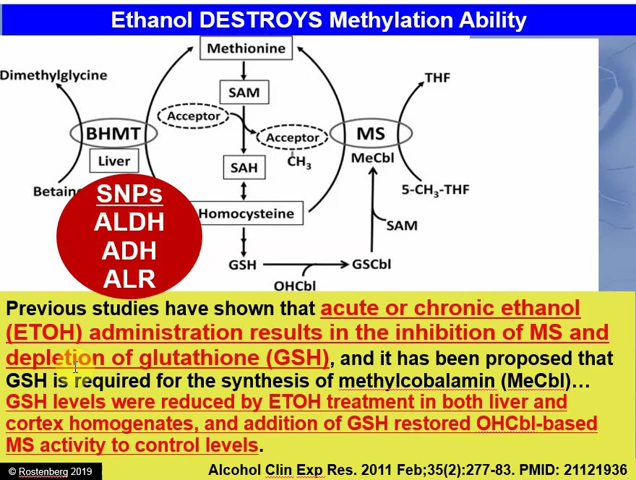 Ethanol DESTROYS Methylation Ability
Methionine
Dimethylglycine
THF
SAM
Acceptor
BHMT
Acceptor
MS
CH3
MeCbl
Liver
SAH
Betaine
5-CH3-THF
SNPs
ALDH
ADH
ALR
Homocysteine
SAM
GSH
GSCbl
OHCbl
Previous studies have shown that acute or chronic ethanol
(ETOH) administration results in the inhibition of MS and
depletion of glutathione (GSH), and it has been proposed that
GSH is required for the synthesis of methylcobalamin (MeCbl)…
GSH levels were reduced by ETOH treatment in both liver and
cortex homogenates, and addition of GSH restored OHCbl-based
MS activity to control levels.
© Rostenberg 2019
Alcohol Clin Exp Res. 2011 Feb;35(2):277-83. PMID: 21121936